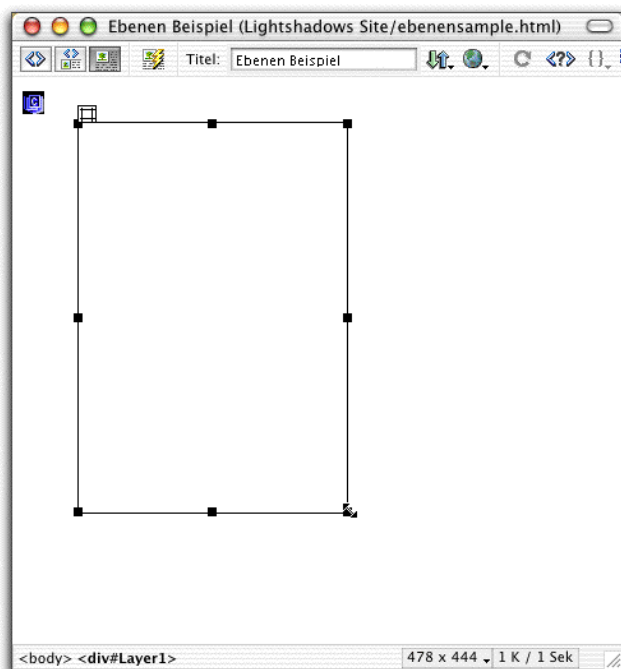 Ebenen Beispiel (Lightshadows Site/ebenensample.html)
Titel: Ebenen Beispiel
<body> <div#Layer1> 478 x 444 1 K / 1 Sek